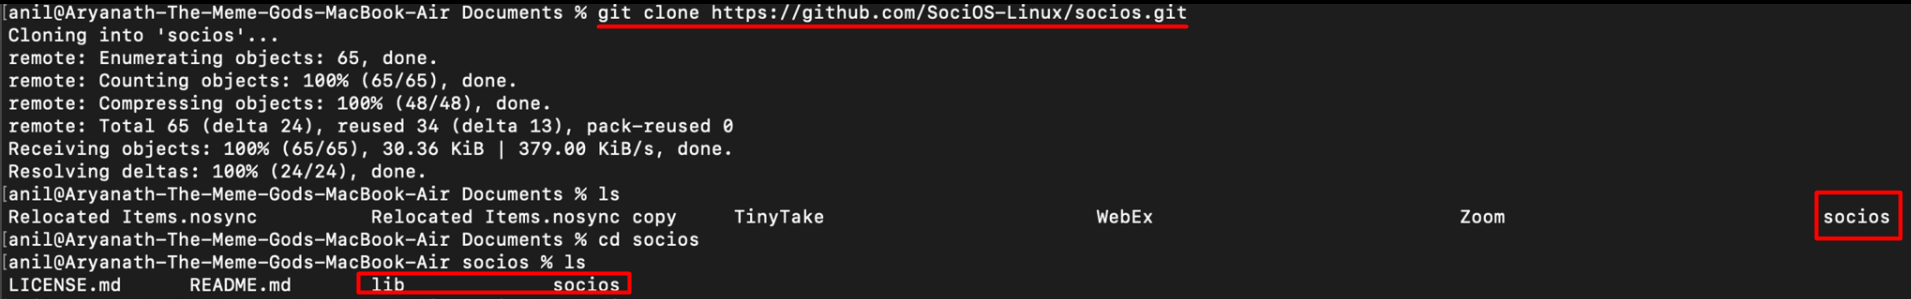 [anil@Aryanath-The-Meme-Gods-MacBook-Air Documents % git clone https://github.com/SociOS-Linux/socios.git
Cloning into 'socios'...
remote: Enumerating objects: 65, done.
remote: Counting objects: 100% (65/65), done.
remote: Compressing objects: 100% (48/48), done.
remote: Total 65 (delta 24), reused 34 (delta 13), pack-reused 0
Receiving objects: 100% (65/65), 30.36 KiB | 379.00 KiB/s, done.
Resolving deltas: 100% (24/24), done.
[anil@Aryanath-The-Meme-Gods-MacBook-Air Documents % ls
Relocated Items.nosync Relocated Items.nosync copy TinyTake WebEx Zoom socios
[anil@Aryanath-The-Meme-Gods-MacBook-Air Documents % cd socios
[anil@Aryanath-The-Meme-Gods-MacBook-Air socios % ls
LICENSE.md README.md lib socios